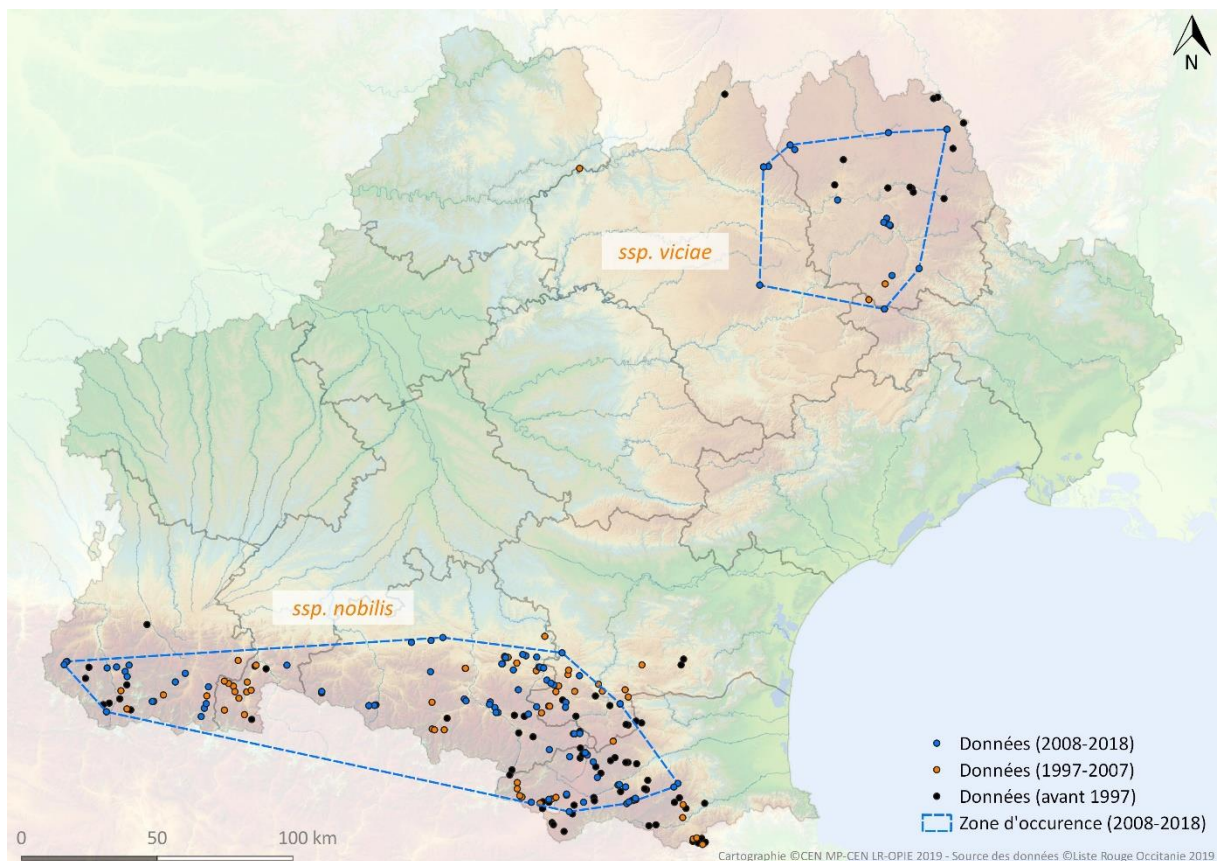 N
ssp. viciae
ssp. nobilis
Données (2008-2018)
Données (1997-2007)
Données (avant 1997)
Zone d'occurence (2008-2018)
0 50 100 km
Cartographie ©CEN MP-CEN LR-OPIE 2019 - Source des données ©Liste Rouge Occitanie 2019